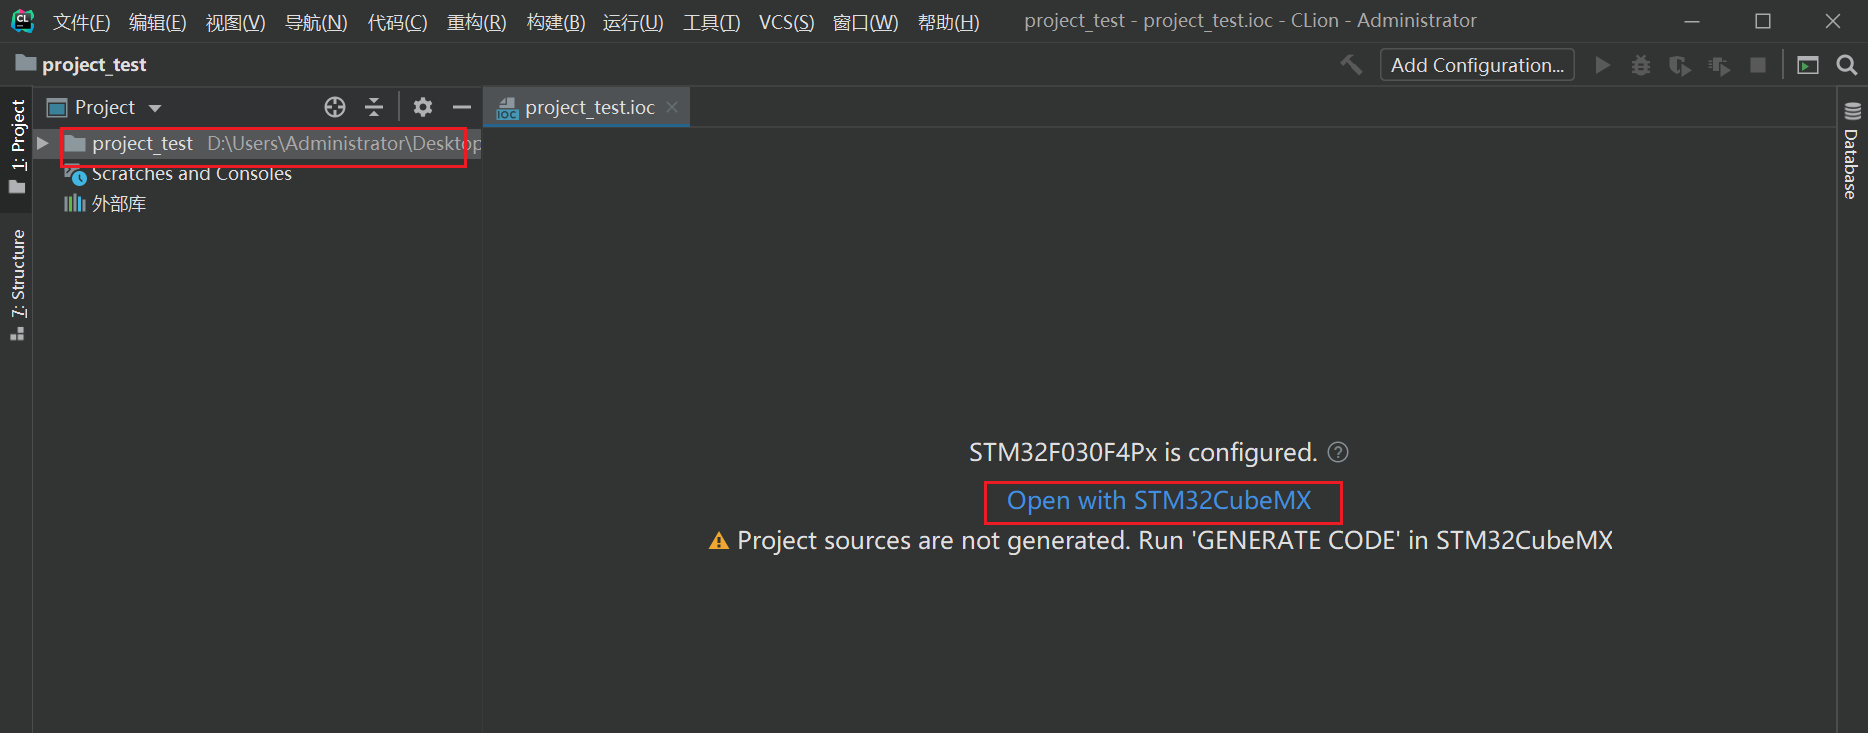 CL 文件(F) 编辑(E) 视图(V) 导航(N) 代码(C) 重构(R) 构建(B) 运行(U) 工具(T) VCS(S) 窗口(W) 帮助(H) project_test - project_test.ioc - CLion - Administrator
project_test Add Configuration...
1: Project
7: Structure
Project
project_test D:\Users\Administrator\Desktop
Scratches and Consoles
外部库
IOC project_test.ioc
STM32F030F4Px is configured. ?
Open with STM32CubeMX
Project sources are not generated. Run 'GENERATE CODE' in STM32CubeMX
Database